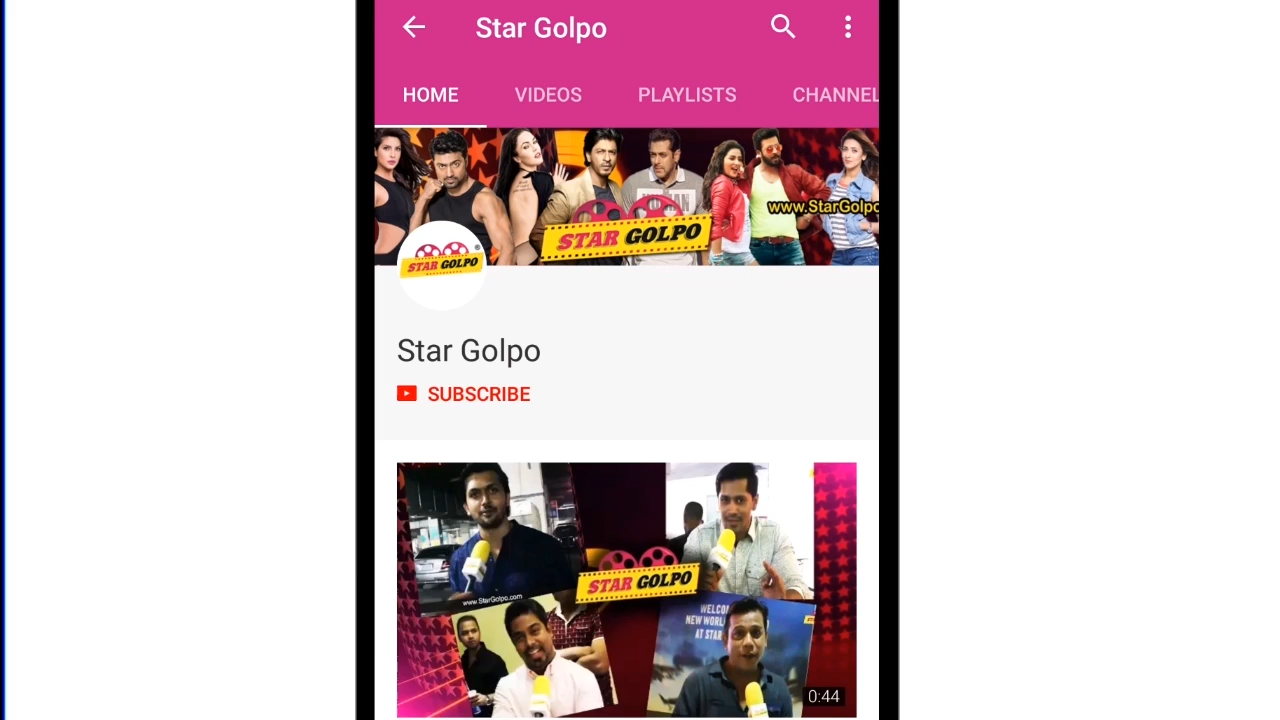 Star Golpo
HOME VIDEOS PLAYLISTS CHANNEL
www.StarGolpo
STAR GOLPO
STAR GOLPO
Star Golpo
SUBSCRIBE
STAR GOLPO
www.StarGolpo.com
WELCO
NEW WORL
AT STAR
0:44